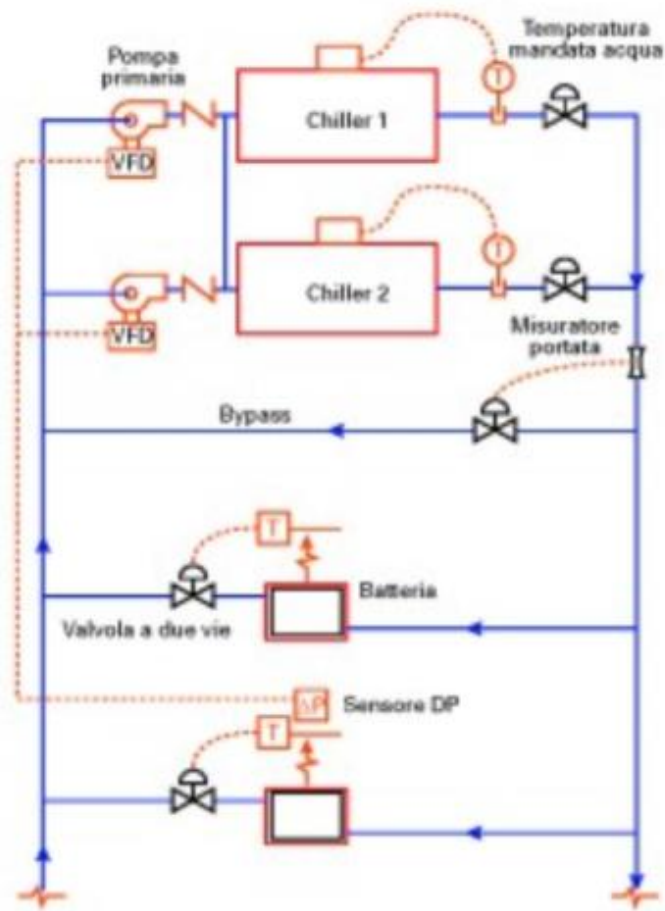 Pompa
primaria
Temperatura
mandata acqua
T
Chiller 1
VFD
T
Chiller 2
VFD
Misuratore
portata
Bypass
T
Batteria
Valvola a due vie
ΔP
Sensore DP
T